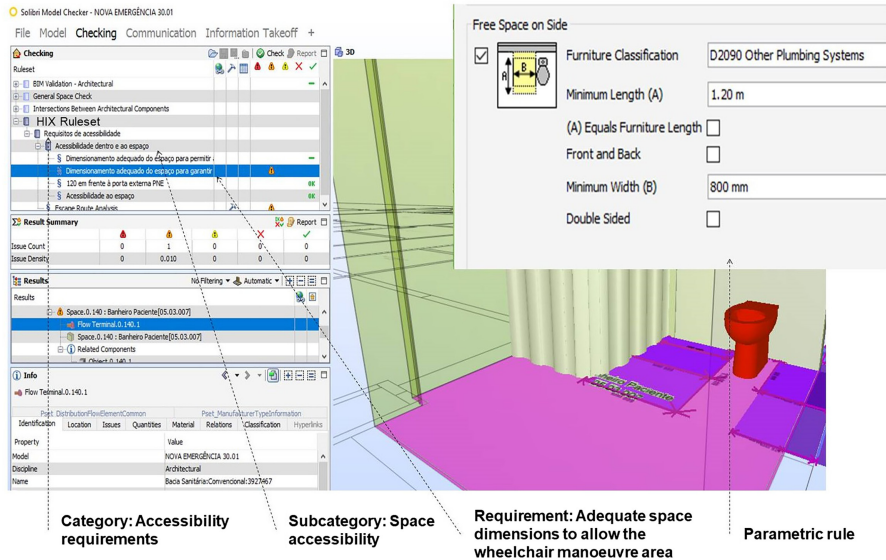 Solibri Model Checker - NOVA EMERGÊNCIA 30.01
File Model Checking Communication Information Takeoff +
Checking
Check Report
Ruleset
BIM Validation - Architectural
General Space Check
Intersections Between Architectural Components
HIX Ruleset
Requisitos de acessibilidade
Acessibilidade dentro e ao espaço
§ Dimensionamento adequado do espaço para permitir
§ Dimensionamento adequado do espaço para garantir
§ 120 em frente à porta externa PNE OK
§ Acessibilidade ao espaço OK
§ Escape Route Analysis
Result Summary
Report
Issue Count 0 1 0 0 0
Issue Density 0 0.010 0 0 0
Results
No Filtering Automatic
Results
Space.0.140 : Banheiro Paciente[05.03.007]
Flow Terminal.0.140.1
Space.0.140 : Banheiro Paciente[05.03.007]
Related Components
Object.0.140.1
Info
Flow Terminal.0.140.1
Pset_DistributionFlowElementCommon Pset_ManufacturerTypeInformation
Identification Location Issues Quantities Material Relations Classification Hyperlinks
Property Value
Model NOVA EMERGÊNCIA 30.01
Discipline Architectural
Name Bacia Sanitária:Convencional:3927467
3D
Free Space on Side
A
B
Furniture Classification D2090 Other Plumbing Systems
Minimum Length (A) 1.20 m
(A) Equals Furniture Length
Front and Back
Minimum Width (B) 800 mm
Double Sided
Paciente
Category: Accessibility
requirements
Subcategory: Space
accessibility
Requirement: Adequate space
dimensions to allow the
wheelchair manoeuvre area
Parametric rule